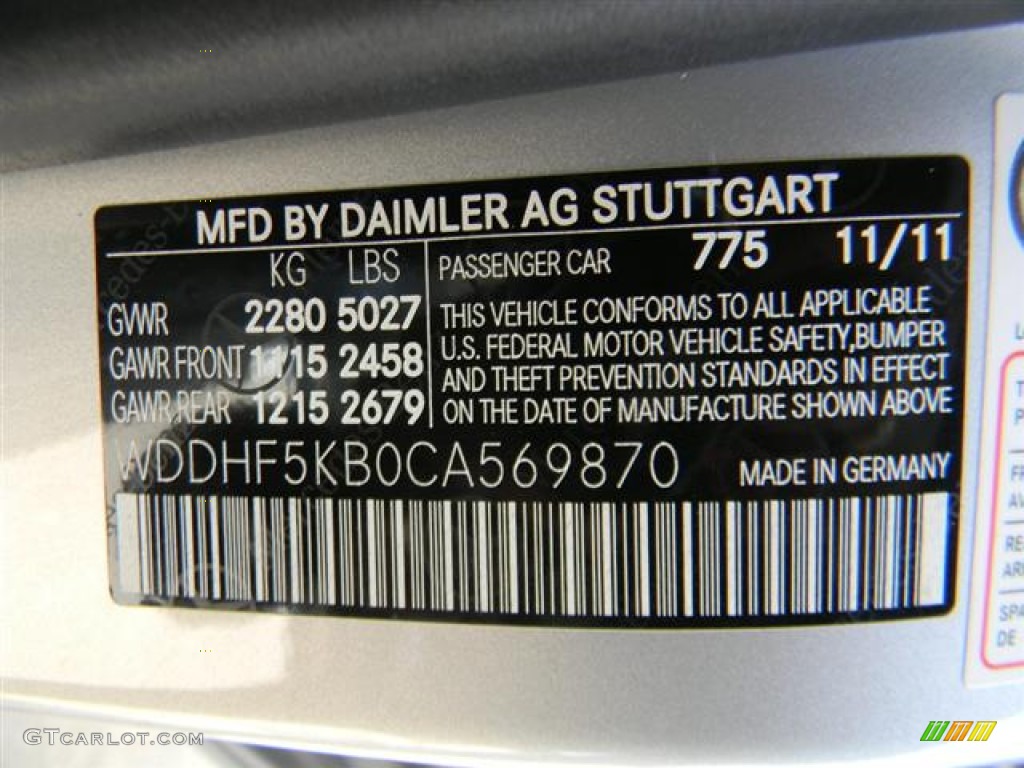 MFD BY DAIMLER AG STUTTGART
KG LBS
GVWR 2280 5027
GAWR FRONT 1115 2458
GAWR REAR 1215 2679
PASSENGER CAR 775 11/11
THIS VEHICLE CONFORMS TO ALL APPLICABLE
U.S. FEDERAL MOTOR VEHICLE SAFETY,BUMPER
AND THEFT PREVENTION STANDARDS IN EFFECT
ON THE DATE OF MANUFACTURE SHOWN ABOVE
WDDHF5KB0CA569870 MADE IN GERMANY
GTCARLOT.COM